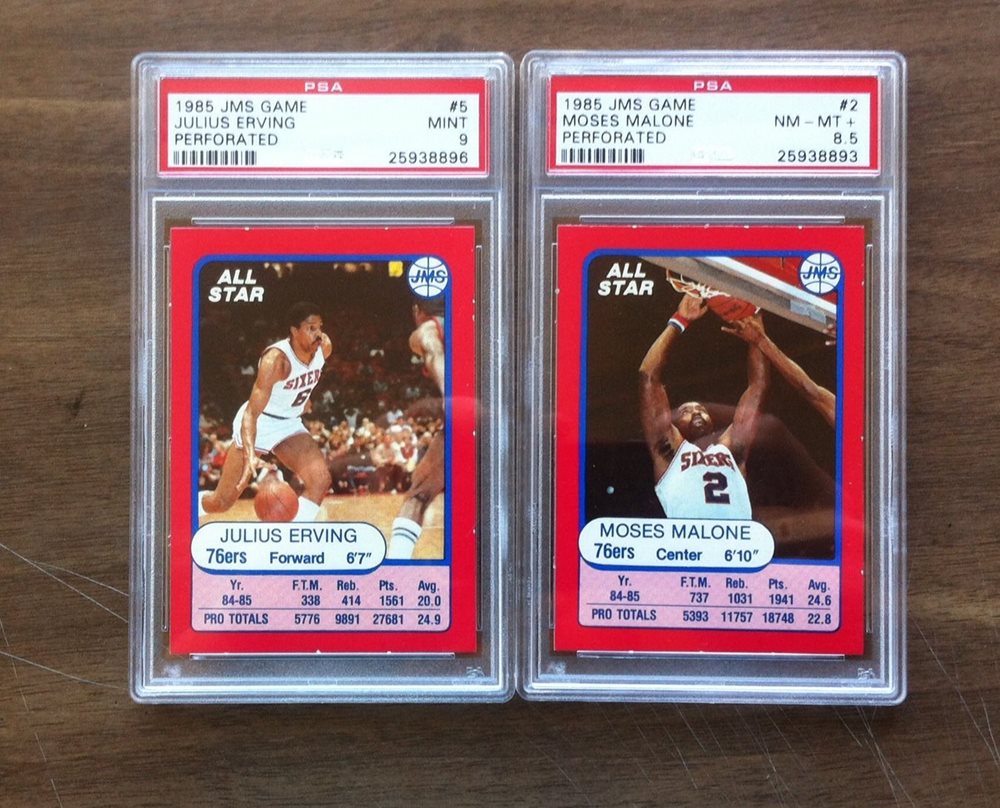 PSA
1985 JMS GAME #5
JULIUS ERVING MINT
PERFORATED 9
25938896
ALL
STAR
JMS
SIXERS
6
JULIUS ERVING
76ers Forward 6'7"
Yr. F.T.M. Reb. Pts. Avg.
84-85 338 414 1561 20.0
PRO TOTALS 5776 9891 27681 24.9
PSA
1985 JMS GAME #2
MOSES MALONE NM - MT +
PERFORATED 8.5
25938893
ALL
STAR
JMS
SIXERS
2
MOSES MALONE
76ers Center 6'10"
Yr. F.T.M. Reb. Pts. Avg.
84-85 737 1031 1941 24.6
PRO TOTALS 5393 11757 18748 22.8